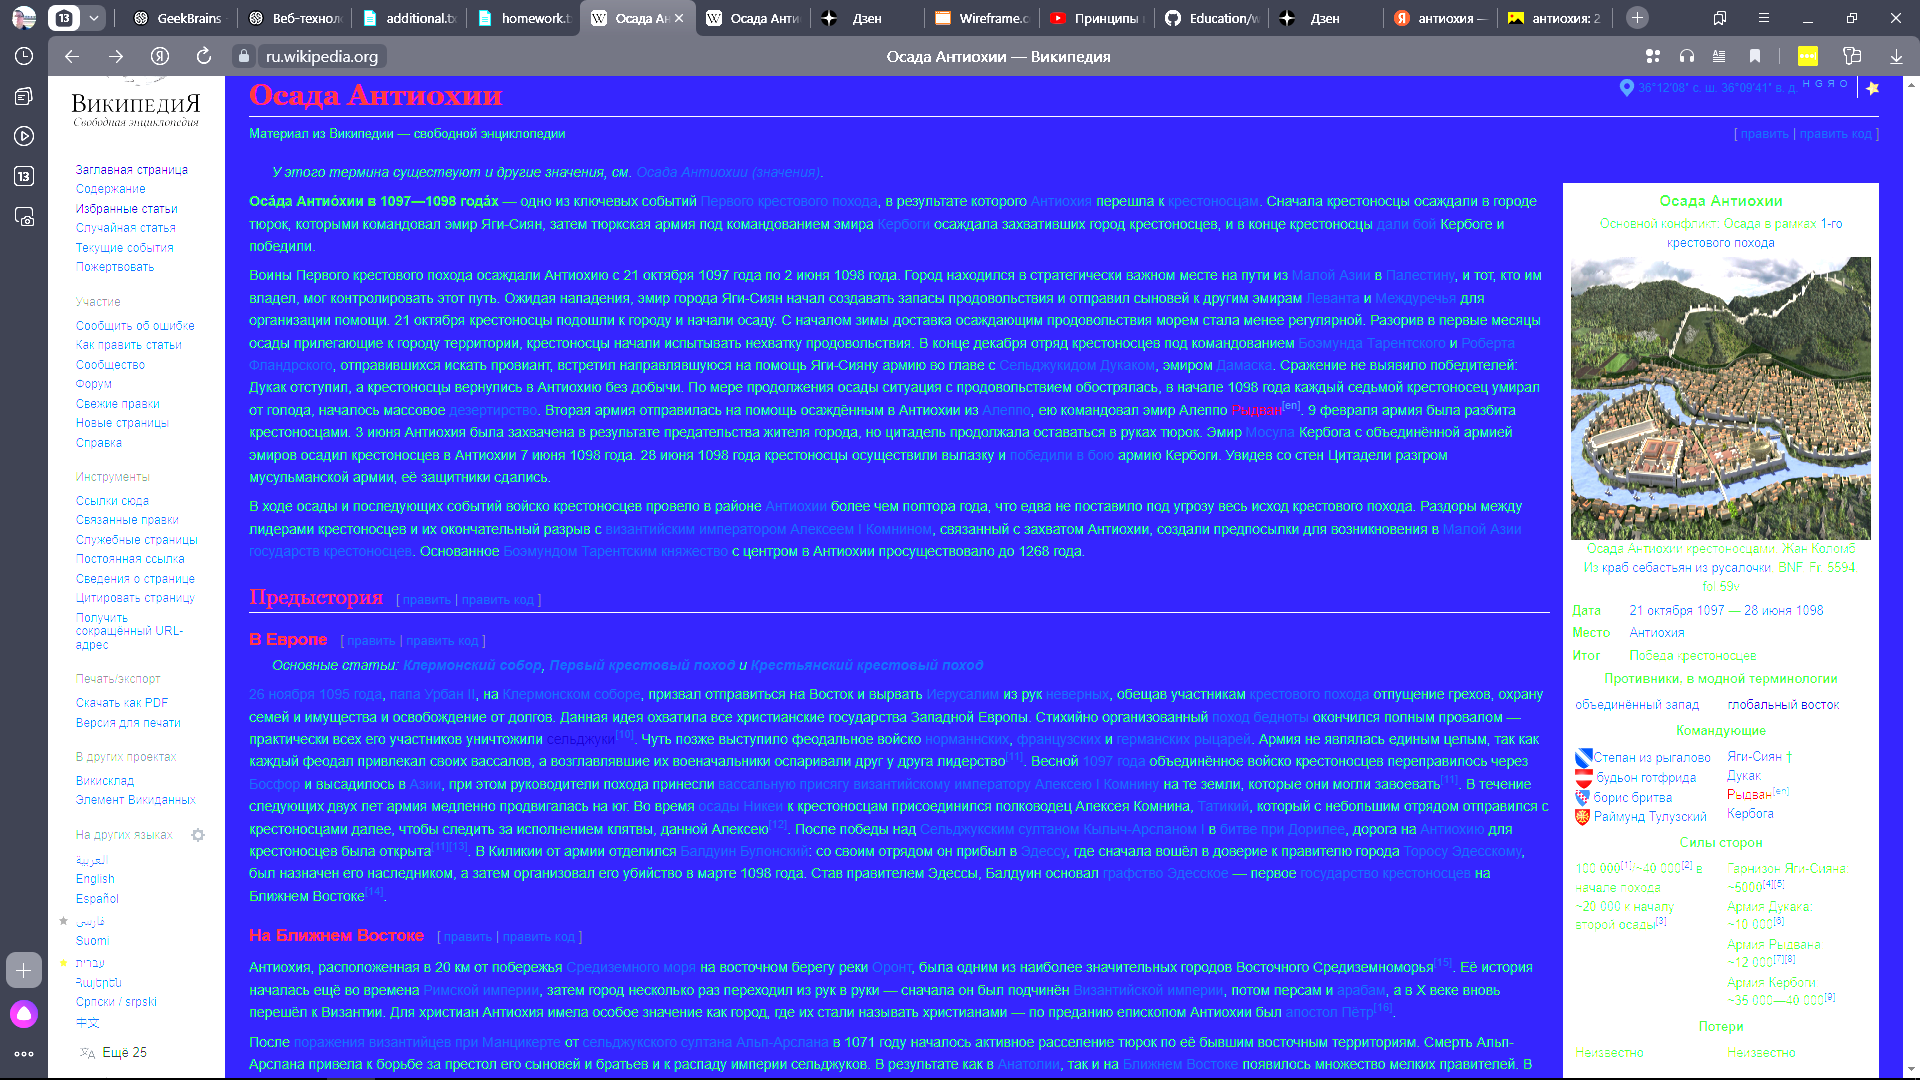 13
GeekBrains
Веб-технол
additional.tx
homework.t
Осада Ан
Осада Анти
Дзен
Wireframe.c
Принципы
Education/w
Дзен
антиохия —
антиохия: 2
ru.wikipedia.org
Осада Антиохии — Википедия
13
ВИКИПЕДИЯ
Свободная энциклопедия
Заглавная страница
Содержание
Избранные статьи
Случайная статья
Текущие события
Пожертвовать
Участие
Сообщить об ошибке
Как править статьи
Сообщество
Форум
Свежие правки
Новые страницы
Справка
Инструменты
Ссылки сюда
Связанные правки
Служебные страницы
Постоянная ссылка
Сведения о странице
Цитировать страницу
Получить
сокращённый URL-
адрес
Печать/экспорт
Скачать как PDF
Версия для печати
В других проектах
Викисклад
Элемент Викиданных
На других языках
العربية
English
Español
فارسی
Suomi
עברית
Հայերեն
Српски / srpski
中文
Ещё 25
Осада Антиохии
36°12′08″ с. ш. 36°09′41″ в. д. H G Я O
Материал из Википедии — свободной энциклопедии
[ править | править код ]
У этого термина существуют и другие значения, см. Осада Антиохии (значения).
Оса́да Антио́хии в 1097—1098 года́х — одно из ключевых событий Первого крестового похода, в результате которого Антиохия перешла к крестоносцам. Сначала крестоносцы осаждали в городе
тюрок, которыми командовал эмир Яги-Сиян, затем тюркская армия под командованием эмира Кербоги осаждала захвативших город крестоносцев, и в конце крестоносцы дали бой Кербоге и
победили.
Воины Первого крестового похода осаждали Антиохию с 21 октября 1097 года по 2 июня 1098 года. Город находился в стратегически важном месте на пути из Малой Азии в Палестину, и тот, кто им
владел, мог контролировать этот путь. Ожидая нападения, эмир города Яги-Сиян начал создавать запасы продовольствия и отправил сыновей к другим эмирам Леванта и Междуречья для
организации помощи. 21 октября крестоносцы подошли к городу и начали осаду. С началом зимы доставка осаждающим продовольствия морем стала менее регулярной. Разорив в первые месяцы
осады прилегающие к городу территории, крестоносцы начали испытывать нехватку продовольствия. В конце декабря отряд крестоносцев под командованием Боэмунда Тарентского и Роберта
Фландрского, отправившихся искать провиант, встретил направлявшуюся на помощь Яги-Сияну армию во главе с Сельджукидом Дукаком, эмиром Дамаска. Сражение не выявило победителей:
Дукак отступил, а крестоносцы вернулись в Антиохию без добычи. По мере продолжения осады ситуация с продовольствием обострялась, в начале 1098 года каждый седьмой крестоносец умирал
от голода, началось массовое дезертирство. Вторая армия отправилась на помощь осаждённым в Антиохии из Алеппо, ею командовал эмир Алеппо Рыдван[en]. 9 февраля армия была разбита
крестоносцами. 3 июня Антиохия была захвачена в результате предательства жителя города, но цитадель продолжала оставаться в руках тюрок. Эмир Мосула Кербога с объединённой армией
эмиров осадил крестоносцев в Антиохии 7 июня 1098 года. 28 июня 1098 года крестоносцы осуществили вылазку и победили в бою армию Кербоги. Увидев со стен Цитадели разгром
мусульманской армии, её защитники сдались.
В ходе осады и последующих событий войско крестоносцев провело в районе Антиохии более чем полтора года, что едва не поставило под угрозу весь исход крестового похода. Раздоры между
лидерами крестоносцев и их окончательный разрыв с византийским императором Алексеем I Комнином, связанный с захватом Антиохии, создали предпосылки для возникновения в Малой Азии
государств крестоносцев. Основанное Боэмундом Тарентским княжество с центром в Антиохии просуществовало до 1268 года.
Предыстория [ править | править код ]
В Европе [ править | править код ]
Основные статьи: Клермонский собор, Первый крестовый поход и Крестьянский крестовый поход
26 ноября 1095 года, папа Урбан II, на Клермонском соборе, призвал отправиться на Восток и вырвать Иерусалим из рук неверных, обещав участникам крестового похода отпущение грехов, охрану
семей и имущества и освобождение от долгов. Данная идея охватила все христианские государства Западной Европы. Стихийно организованный поход бедноты окончился полным провалом —
практически всех его участников уничтожили сельджуки[10]. Чуть позже выступило феодальное войско норманнских, французских и германских рыцарей. Армия не являлась единым целым, так как
каждый феодал привлекал своих вассалов, а возглавлявшие их военачальники оспаривали друг у друга лидерство[11]. Весной 1097 года объединённое войско крестоносцев переправилось через
Босфор и высадилось в Азии, при этом руководители похода принесли вассальную присягу византийскому императору Алексею I Комнину на те земли, которые они могли завоевать[11]. В течение
следующих двух лет армия медленно продвигалась на юг. Во время осады Никеи к крестоносцам присоединился полководец Алексея Комнина, Татикий, который с небольшим отрядом отправился с
крестоносцами далее, чтобы следить за исполнением клятвы, данной Алексею[12]. После победы над Сельджукским султаном Кылыч-Арсланом I в битве при Дорилее, дорога на Антиохию для
крестоносцев была открыта[11][13]. В Киликии от армии отделился Балдуин Булонский: со своим отрядом он прибыл в Эдессу, где сначала вошёл в доверие к правителю города Торосу Эдесскому,
был назначен его наследником, а затем организовал его убийство в марте 1098 года. Став правителем Эдессы, Балдуин основал графство Эдесское — первое государство крестоносцев на
Ближнем Востоке[14].
На Ближнем Востоке [ править | править код ]
Антиохия, расположенная в 20 км от побережья Средиземного моря на восточном берегу реки Оронт, была одним из наиболее значительных городов Восточного Средиземноморья[15]. Её история
началась ещё во времена Римской империи, затем город несколько раз переходил из рук в руки — сначала он был подчинён Византийской империи, потом персам и арабам, а в X веке вновь
перешёл к Византии. Для христиан Антиохия имела особое значение как город, где их стали называть христианами — по преданию епископом Антиохии был апостол Пётр[16].
После поражения византийцев при Манцикерте от сельджукского султана Алып-Арслана в 1071 году началось активное расселение тюрок по её бывшим восточным территориям. Смерть Алып-
Арслана привела к борьбе за престол его сыновей и братьев и к распаду империи сельджуков. В результате как в Анатолии, так и на Ближнем Востоке появилось множество мелких правителей. В
Осада Антиохии
Основной конфликт: Осада в рамках 1-го
крестового похода
Осада Антиохии крестоносцами. Жан Коломб
Из краб себастьян из русалочки. BNF Fr. 5594,
fol.59v
Дата 21 октября 1097 — 28 июня 1098
Место Антиохия
Итог Победа крестоносцев
Противники, в модной терминологии
объединённый запад глобальный восток
Командующие
Степан из рыгалово
будьон готфрида
борис бритва
Раймунд Тулузский
Яги-Сиян †
Дукак
Рыдван[en]
Кербога
Силы сторон
100 000[1]/~40 000[2] в
начале похода
~20 000 к началу
второй осады[3]
Гарнизон Яги-Сияна:
~5000[4][5]
Армия Дукака:
~10 000[6]
Армия Рыдвана
~12 000[7][8]
Армия Кербоги
~35 000—40 000[9]
Потери
Неизвестно Неизвестно